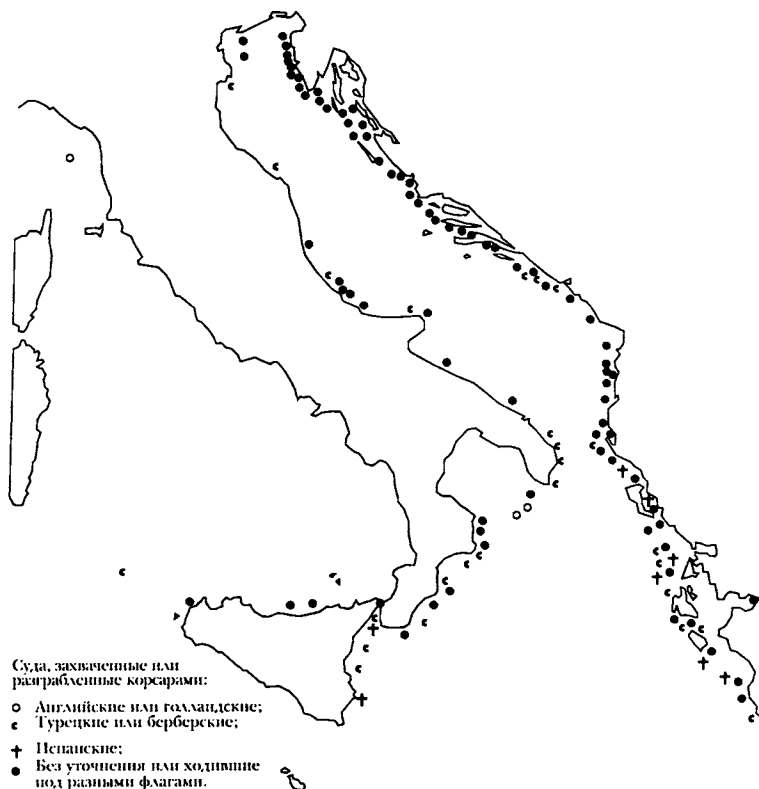 Суда, захваченные или
разграбленные корсарами:
Английские или голландские;
Турецкие или берберские;
Испанские;
Без уточнения или ходившие
под разными флагами.